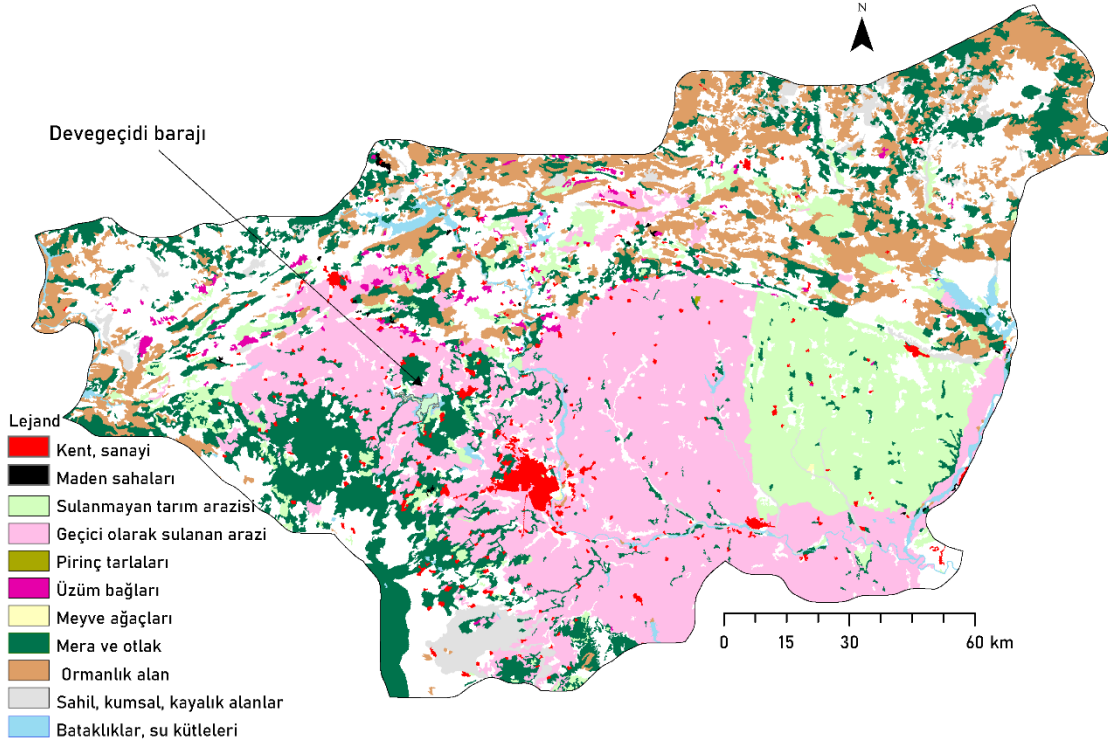 N
Devegeçidi barajı
Lejand
Kent, sanayi
Maden sahaları
Sulanmayan tarım arazisi
Geçici olarak sulanan arazi
Pirinç tarlaları
Üzüm bağları
Meyve ağaçları
Mera ve otlak
Ormanlık alan
Sahil, kumsal, kayalık alanlar
Bataklıklar, su kütleleri
0 15 30 60 km